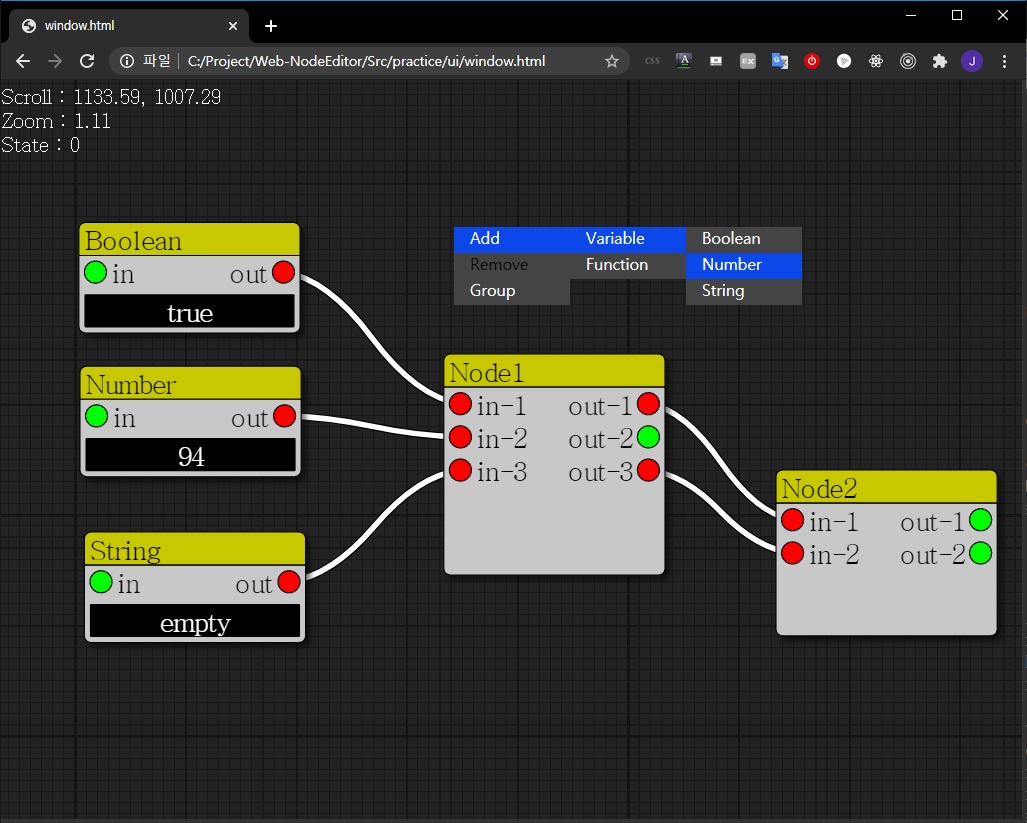 window.html
파일 C:/Project/Web-NodeEditor/Src/practice/ui/window.html CSS A EX G J
Scroll : 1133.59, 1007.29
Zoom : 1.11
State : 0
Boolean
in out
true
Add Variable Boolean
Remove Function Number
Group String
Number
in out
94
Node1
in-1 out-1
in-2 out-2
in-3 out-3
String
in out
empty
Node2
in-1 out-1
in-2 out-2